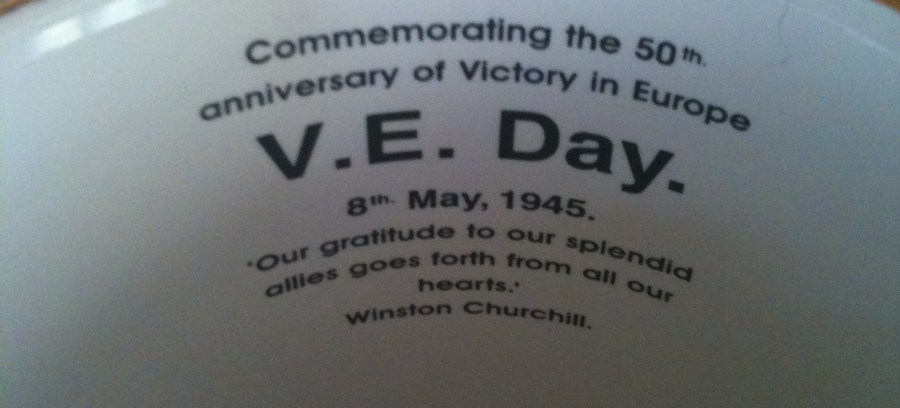 Commemorating the 50th.
anniversary of Victory in Europe
V.E. Day.
8th. May, 1945.
'Our gratitude to our splendid
allies goes forth from all our
hearts.'
Winston Churchill.